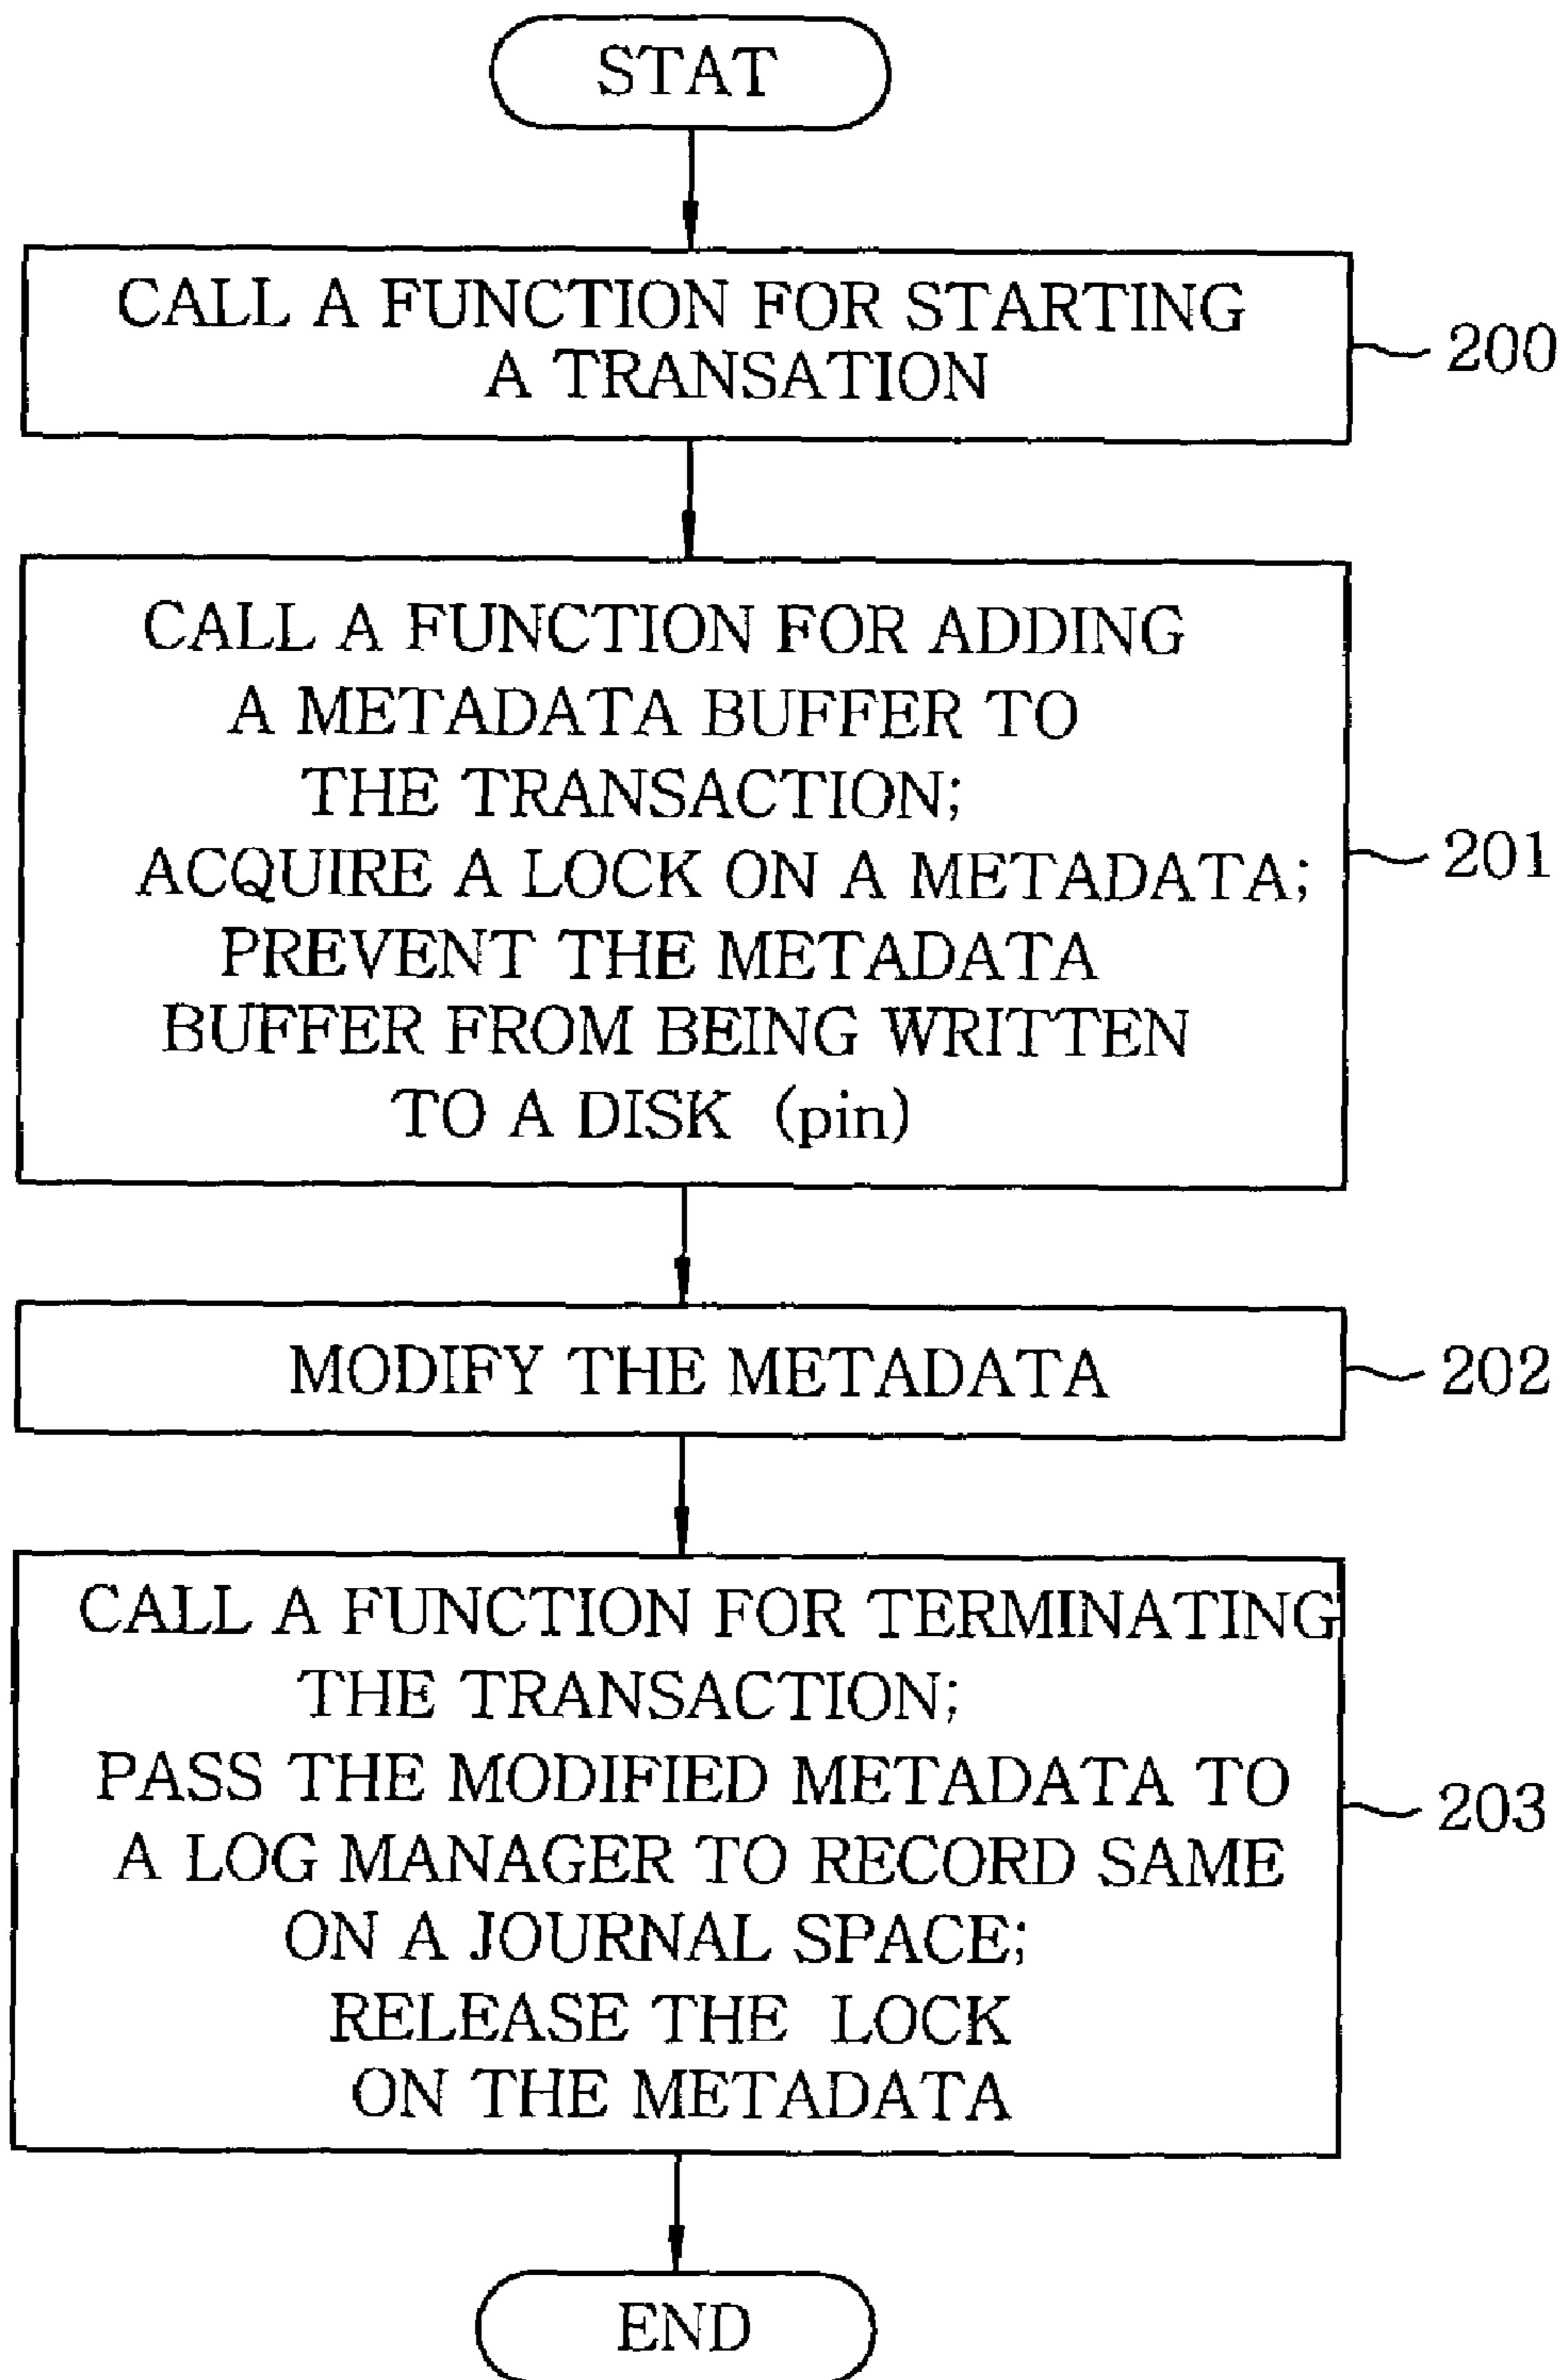 STAT
CALL A FUNCTION FOR STARTING
A TRANSATION
200
CALL A FUNCTION FOR ADDING
A METADATA BUFFER TO
THE TRANSACTION;
ACQUIRE A LOCK ON A METADATA;
PREVENT THE METADATA
BUFFER FROM BEING WRITTEN
TO A DISK (pin)
201
MODIFY THE METADATA
202
CALL A FUNCTION FOR TERMINATING
THE TRANSACTION;
PASS THE MODIFIED METADATA TO
A LOG MANAGER TO RECORD SAME
ON A JOURNAL SPACE;
RELEASE THE LOCK
ON THE METADATA
203
END